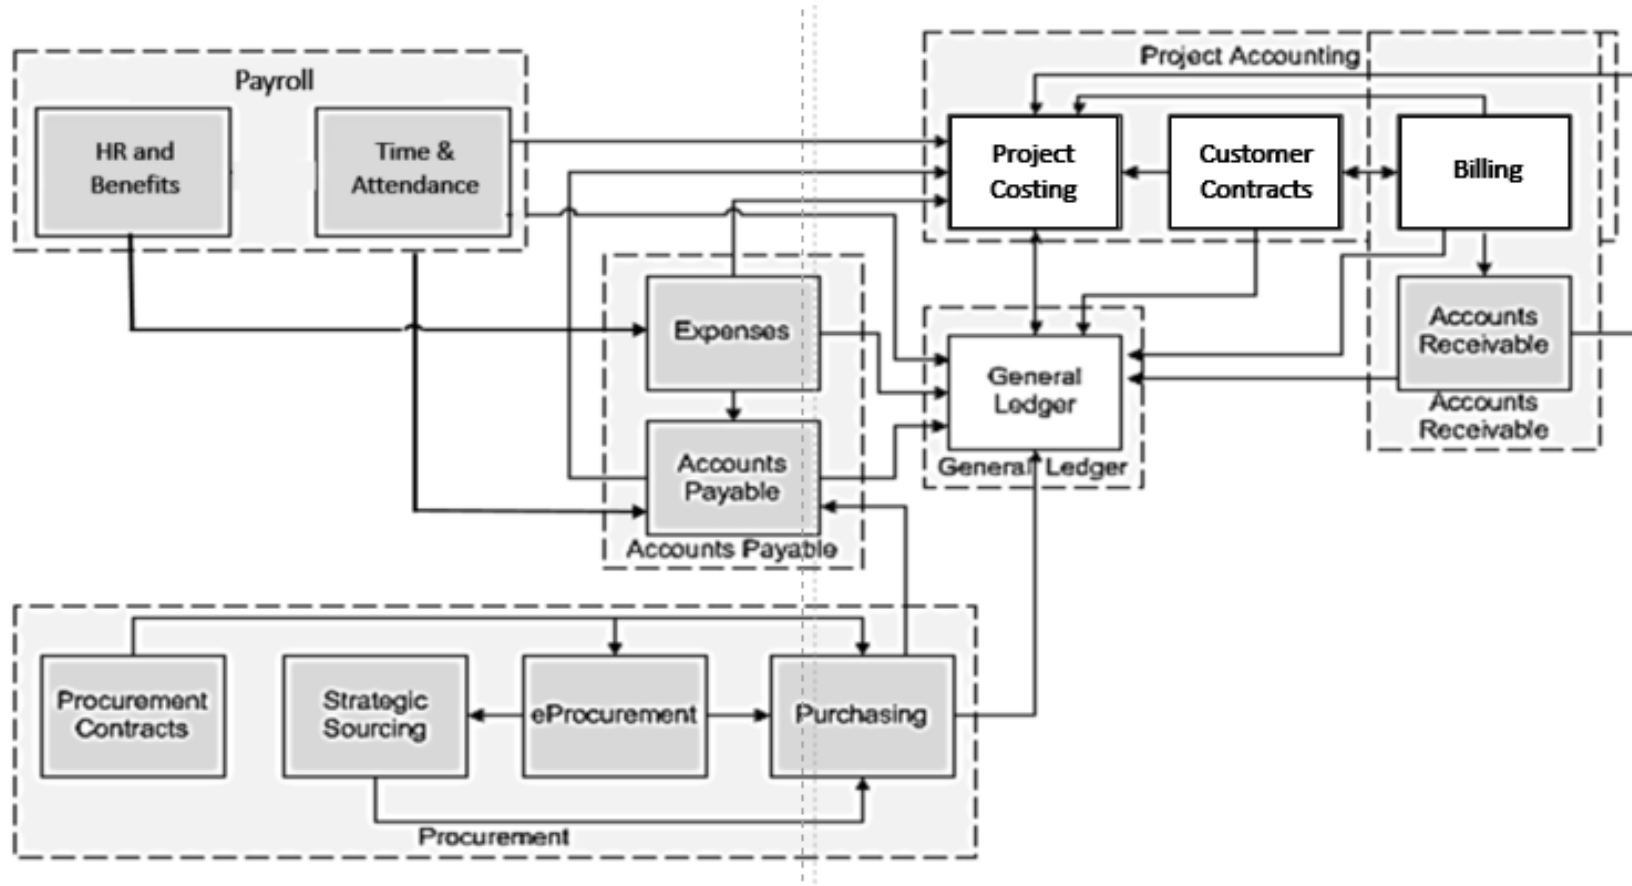 Payroll
HR and
Benefits
Time &
Attendance
Project Accounting
Project
Costing
Customer
Contracts
Billing
Expenses
Accounts
Payable
Accounts Payable
General
Ledger
General Ledger
Accounts
Receivable
Accounts
Receivable
Procurement
Contracts
Strategic
Sourcing
eProcurement
Purchasing
Procurement